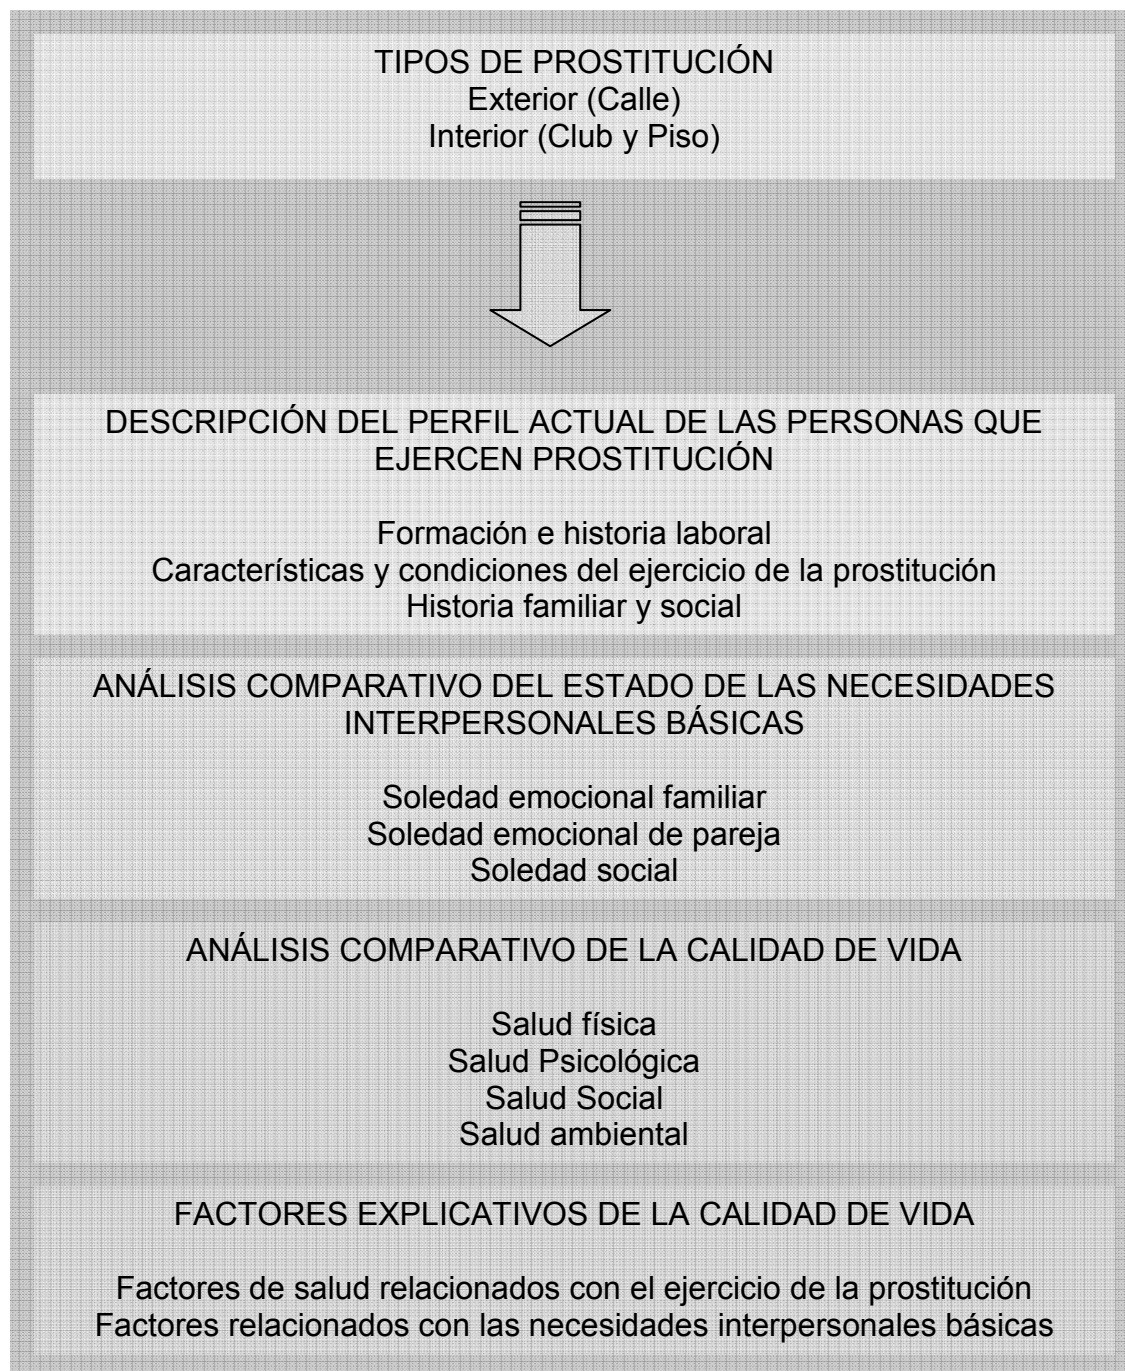 TIPOS DE PROSTITUCIÓN
Exterior (Calle)
Interior (Club y Piso)
DESCRIPCIÓN DEL PERFIL ACTUAL DE LAS PERSONAS QUE
EJERCEN PROSTITUCIÓN
Formación e historia laboral
Características y condiciones del ejercicio de la prostitución
Historia familiar y social
ANÁLISIS COMPARATIVO DEL ESTADO DE LAS NECESIDADES
INTERPERSONALES BÁSICAS
Soledad emocional familiar
Soledad emocional de pareja
Soledad social
ANÁLISIS COMPARATIVO DE LA CALIDAD DE VIDA
Salud física
Salud Psicológica
Salud Social
Salud ambiental
FACTORES EXPLICATIVOS DE LA CALIDAD DE VIDA
Factores de salud relacionados con el ejercicio de la prostitución
Factores relacionados con las necesidades interpersonales básicas